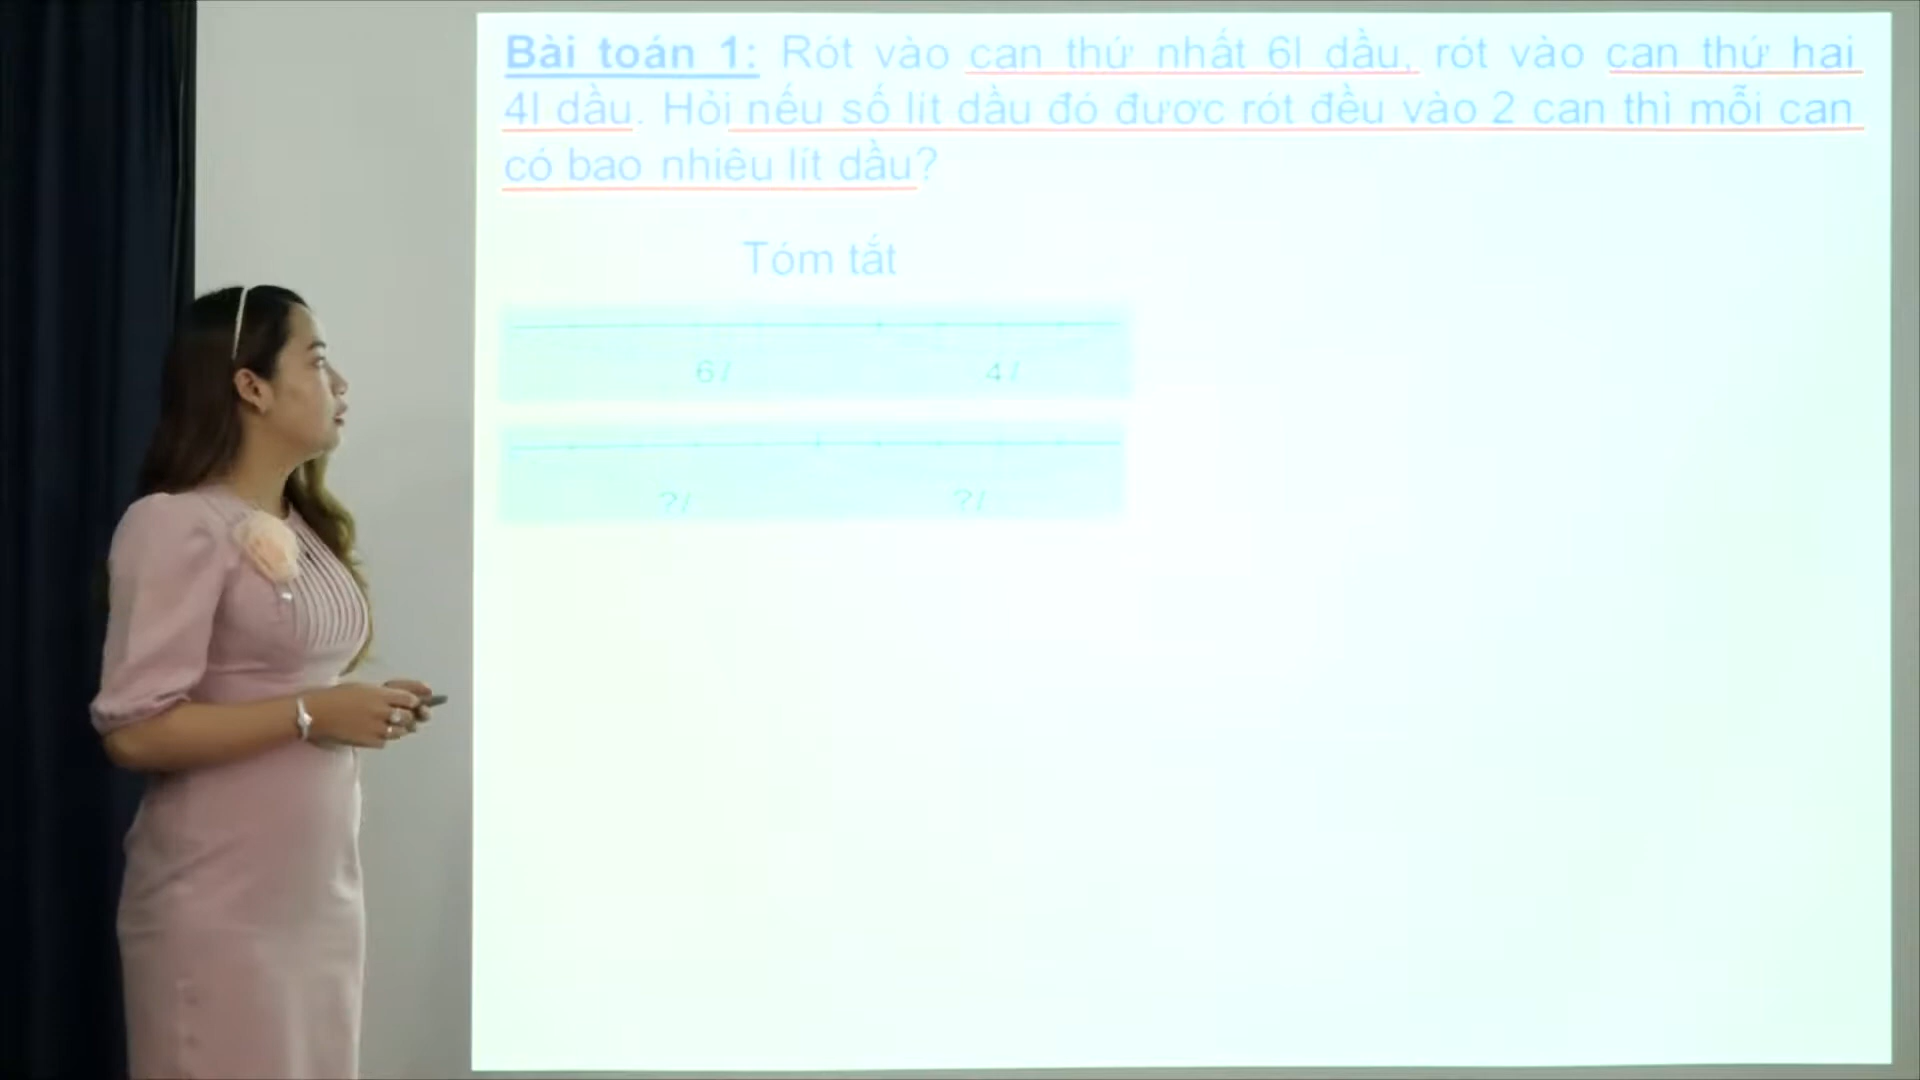 Bài toán 1: Rót vào can thứ nhất 6l dầu, rót vào can thứ hai
4l dầu. Hỏi nếu số lít dầu đó được rót đều vào 2 can thì mỗi can
có bao nhiêu lít dầu?
Tóm tắt
6l 4l
?l ?l